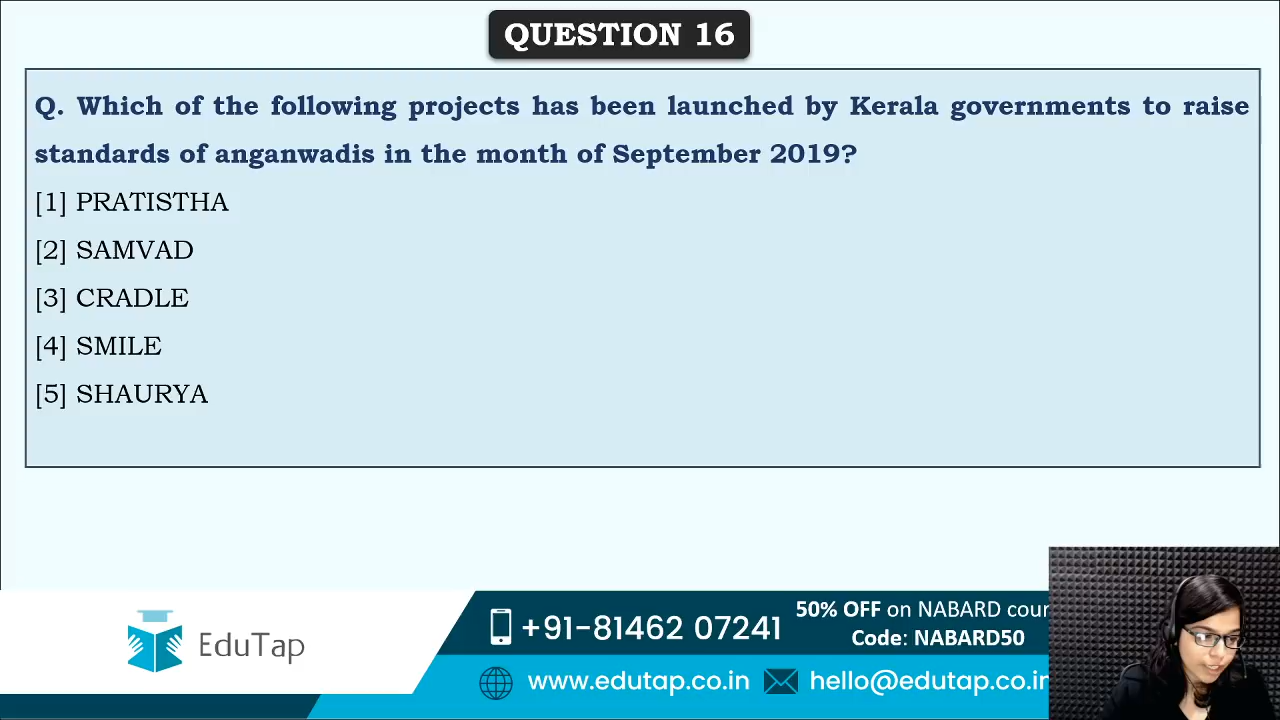 QUESTION 16
Q. Which of the following projects has been launched by Kerala governments to raise
standards of anganwadis in the month of September 2019?
[1] PRATISTHA
[2] SAMVAD
[3] CRADLE
[4] SMILE
[5] SHAURYA
EduTap
+91-81462 07241
50% OFF on NABARD cour
Code: NABARD50
www.edutap.co.in
hello@edutap.co.in